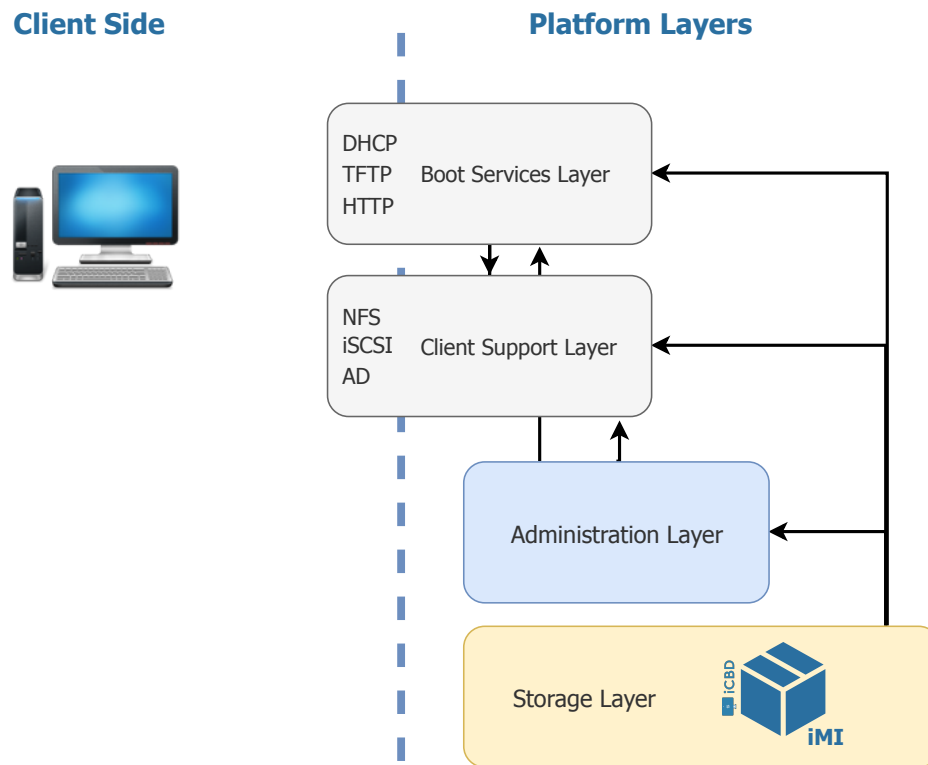 Client Side
Platform Layers
DHCP
TFTP
HTTP
Boot Services Layer
NFS
iSCSI
AD
Client Support Layer
Administration Layer
Storage Layer
iCBD
iMI